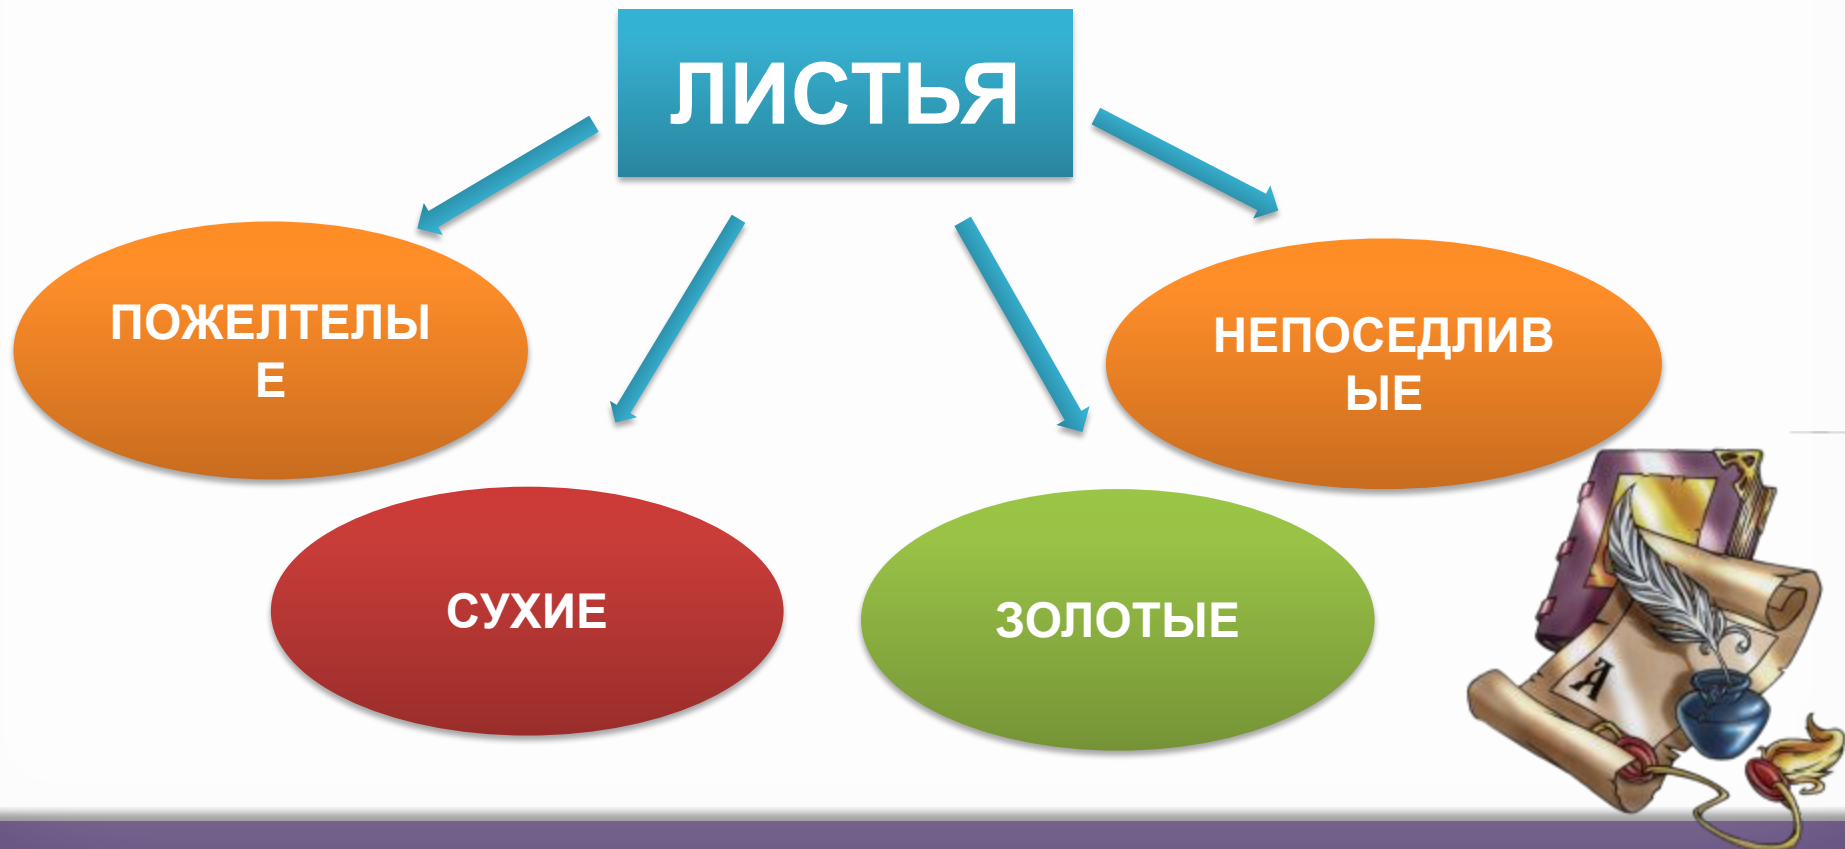 ЛИСТЬЯ
ПОЖЕЛТЕЛЫ
Е
НЕПОСЕДЛИВ
ЫЕ
СУХИЕ
ЗОЛОТЫЕ
А